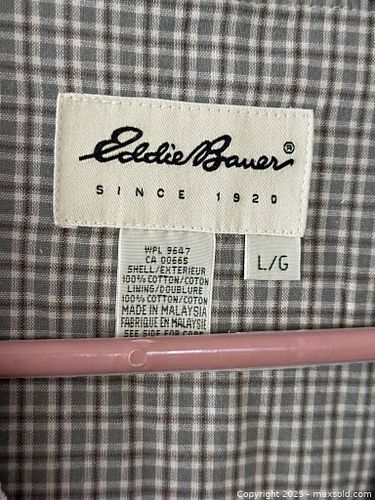 Eddie Bauer®
SINCE 1920
WPL 9647
CA 00665
SHELL/EXTERIEUR
100% COTTON/COTON
LINING/DOUBLURE
100% COTTON/COTON
MADE IN MALAYSIA
FABRIQUE EN MALAYSIE
SEE SIDE FOR CARE
L/G
Copyright © 2025 - maxsold.com